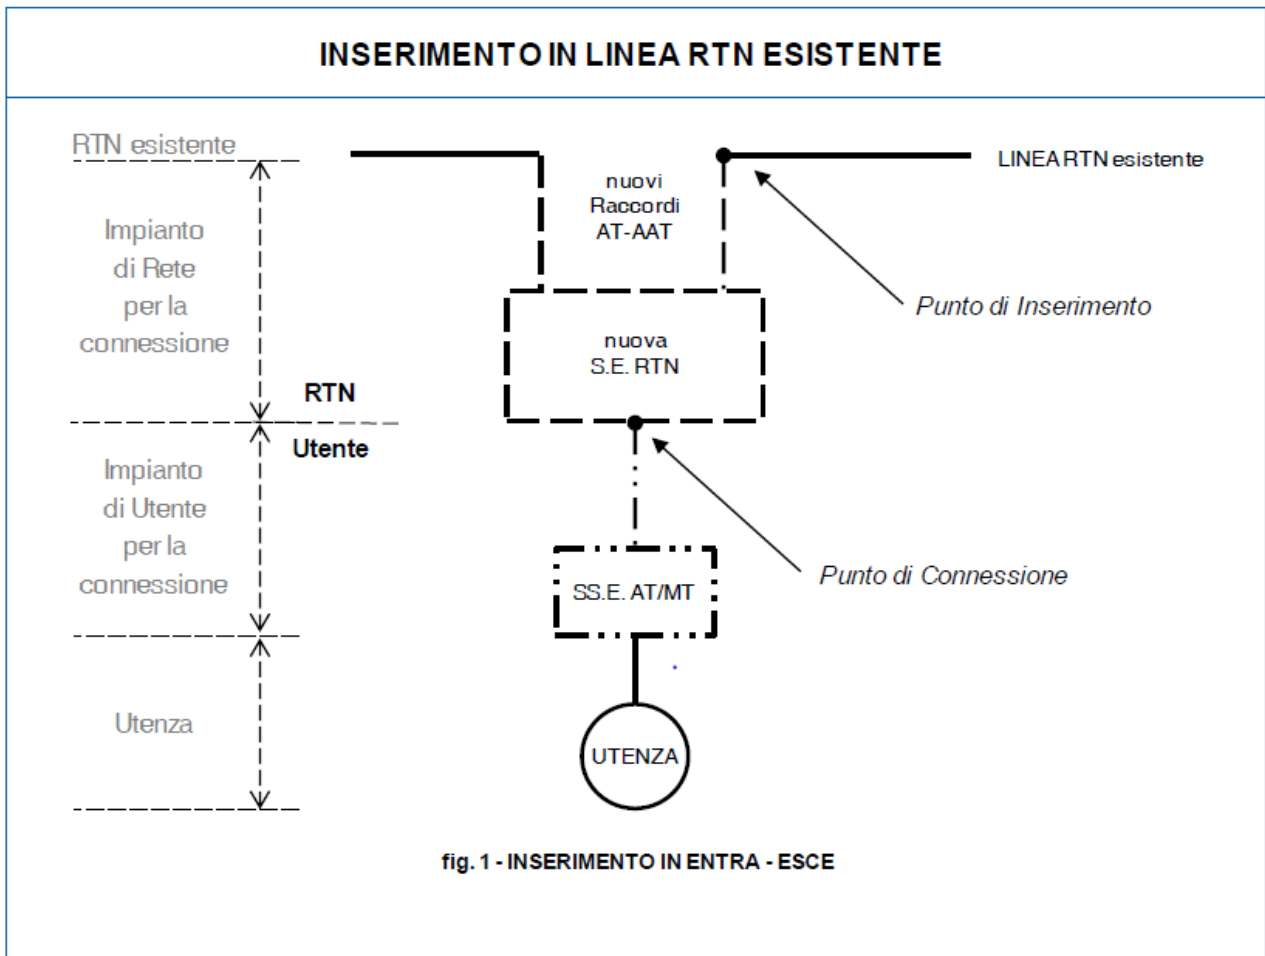 INSERIMENTO IN LINEA RTN ESISTENTE
RTN esistente
LINEA RTN esistente
nuovi
Raccordi
AT-AAT
Impianto
di Rete
per la
connessione
Punto di Inserimento
nuova
S.E. RTN
RTN
Utente
Impianto
di Utente
per la
connessione
Punto di Connessione
SS.E. AT/MT
Utenza
UTENZA
fig. 1 - INSERIMENTO IN ENTRA - ESCE